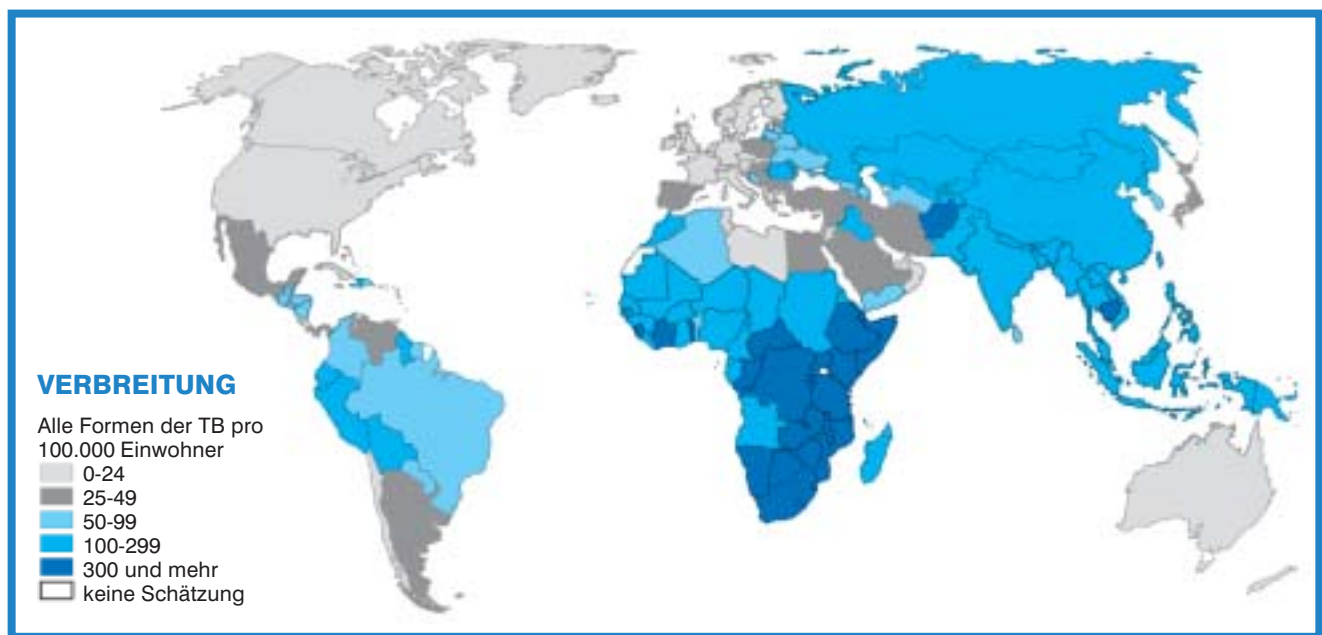 VERBREITUNG
Alle Formen der TB pro
100.000 Einwohner
0-24
25-49
50-99
100-299
300 und mehr
keine Schätzung